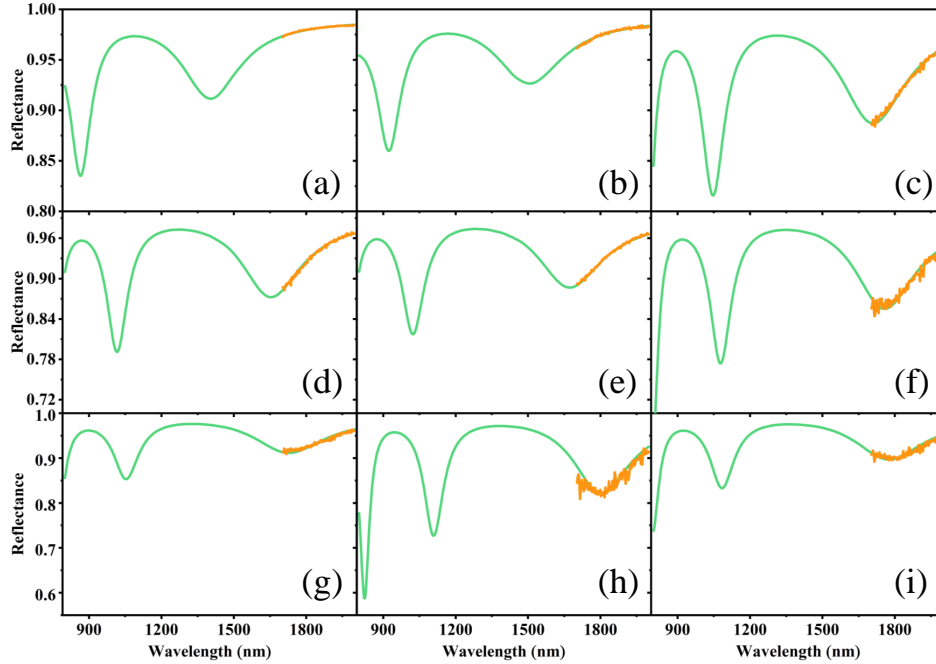 1.00
0.95
0.90
0.85
0.80
Reflectance
(a)
(b)
(c)
0.96
0.90
0.84
0.78
0.72
Reflectance
(d)
(e)
(f)
1.0
0.9
0.8
0.7
0.6
Reflectance
(g)
(h)
(i)
900 1200 1500 1800
900 1200 1500 1800
900 1200 1500 1800
Wavelength (nm)
Wavelength (nm)
Wavelength (nm)